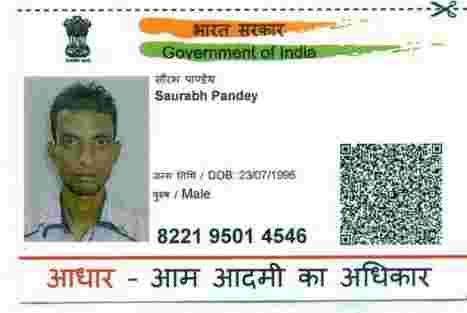 भारत सरकार
Government of India
सौरभ पाण्डेय
Saurabh Pandey
जन्म तिथि / DOB: 23/07/1996
पुरुष / Male
8221 9501 4546
आधार - आम आदमी का अधिकार